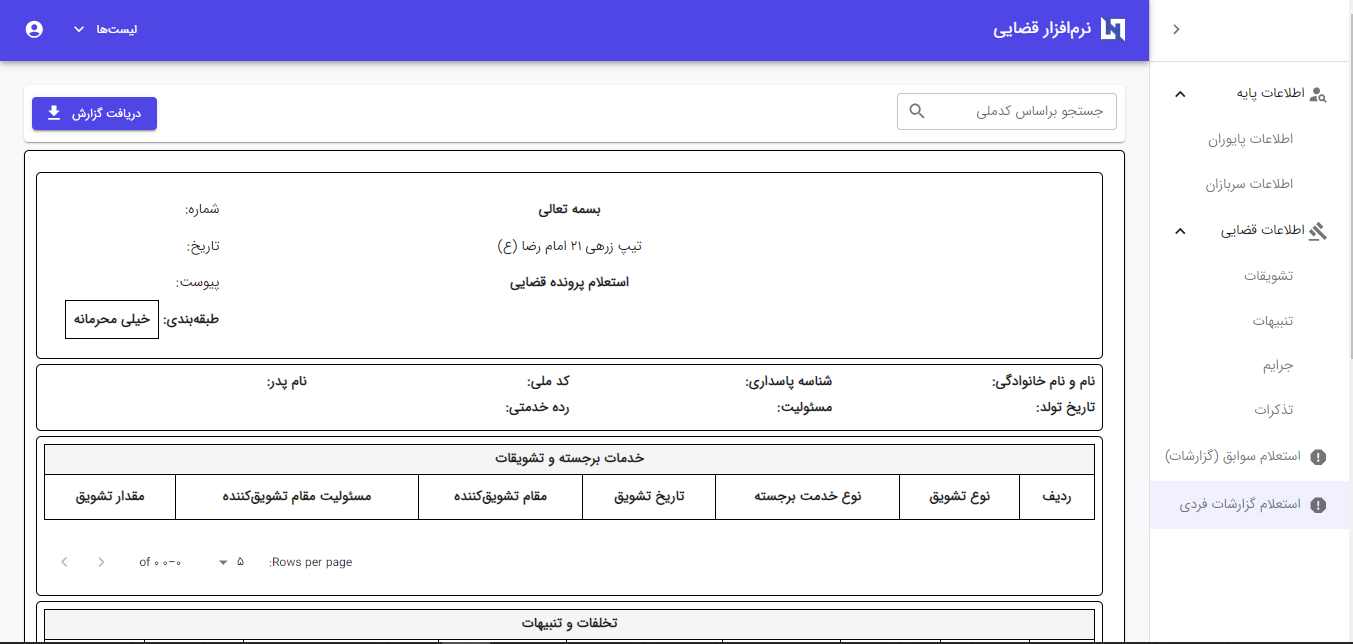 نرم‌افزار قضایی
لیست‌ها
اطلاعات پایه
اطلاعات پایوران
اطلاعات سربازان
اطلاعات قضایی
تشویقات
تنبیهات
جرایم
تذکرات
استعلام سوابق (گزارشات)
استعلام گزارشات فردی
جستجو براساس کدملی
دریافت گزارش
بسمه تعالی
شماره:
تیپ زرهی ۲۱ امام رضا (ع)
تاریخ:
استعلام پرونده قضایی
پیوست:
طبقه‌بندی: خیلی محرمانه
نام و نام خانوادگی: شناسه پاسداری: کد ملی: نام پدر:
تاریخ تولد: مسئولیت: رده خدمتی:
خدمات برجسته و تشویقات
ردیف نوع تشویق نوع خدمت برجسته تاریخ تشویق مقام تشویق‌کننده مسئولیت مقام تشویق‌کننده مقدار تشویق
:Rows per page ۵ of ۰ ۰–۰
تخلفات و تنبیهات